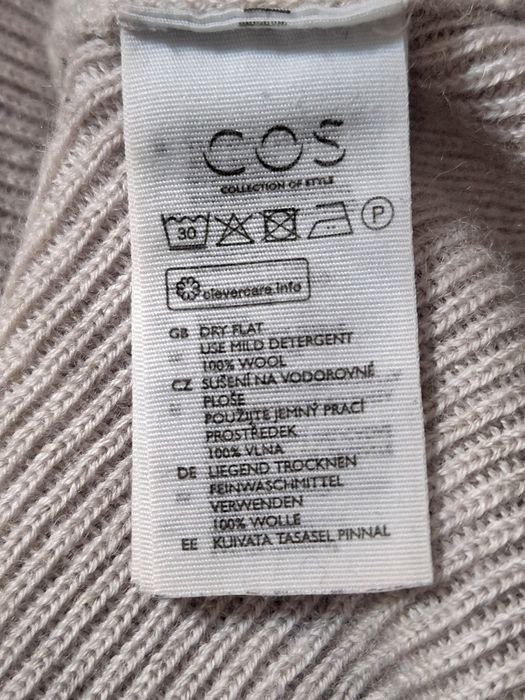 COS
COLLECTION OF STYLE
30 P
clevercare.info
GB DRY FLAT
USE MILD DETERGENT
100% WOOL
CZ SUŠENÍ NA VODOROVNÉ
PLOŠE
POUŽIJTE JEMNÝ PRACÍ
PROSTŘEDEK
100% VLNA
DE LIEGEND TROCKNEN
FEINWASCHMITTEL
VERWENDEN
100% WOLLE
EE KUIVATA TASASEL PINNAL